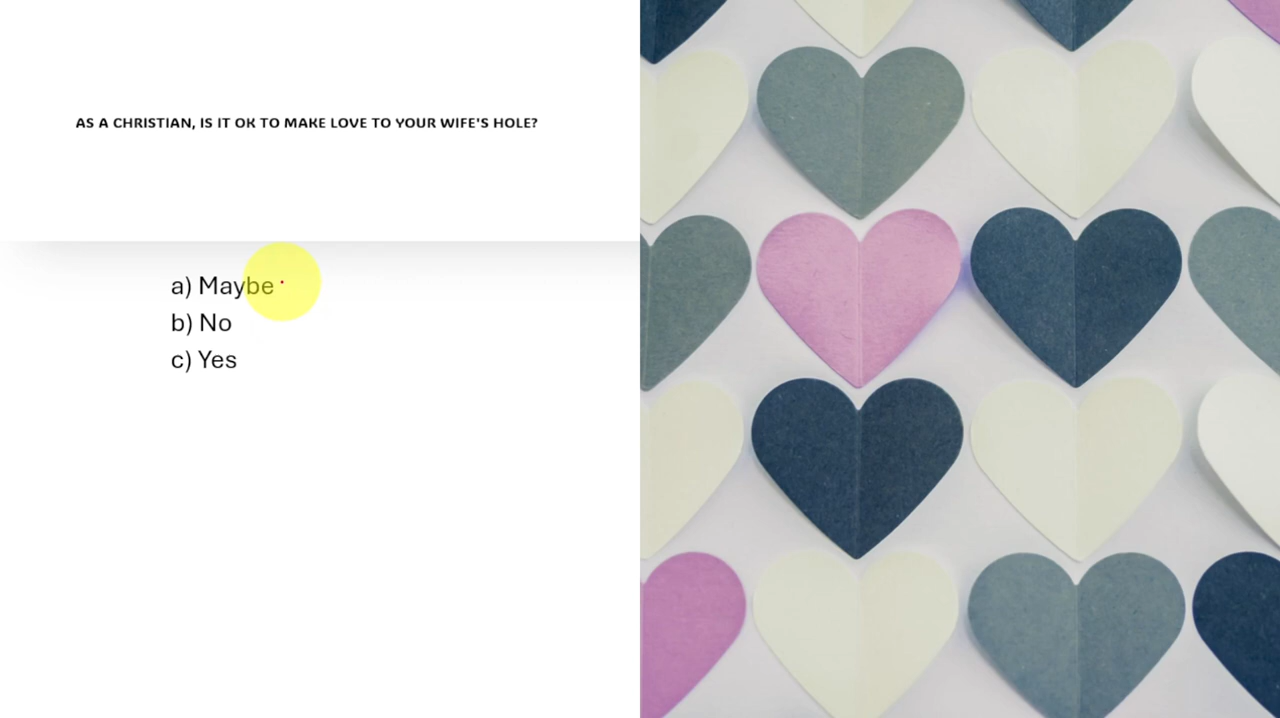 AS A CHRISTIAN, IS IT OK TO MAKE LOVE TO YOUR WIFE'S HOLE?
a) Maybe
b) No
c) Yes